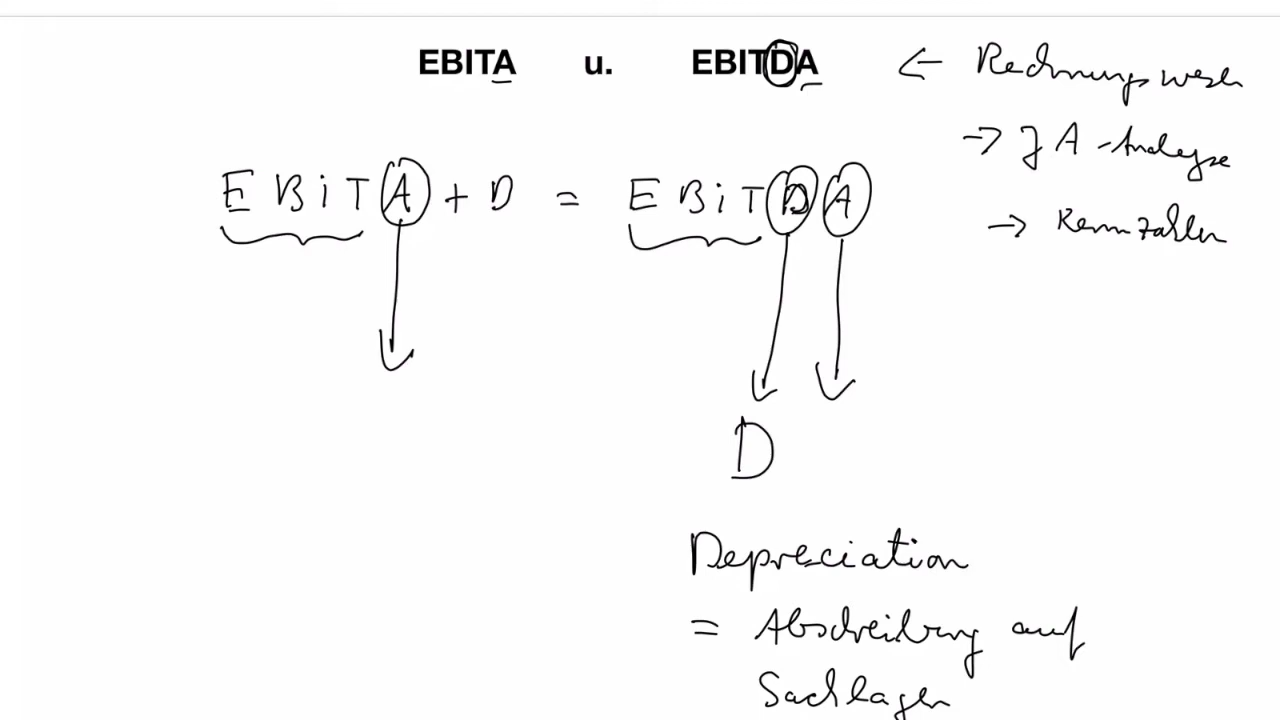 EBITA u. EBITDA ← Rechnungswesen
→ JA-Analyse
EBiTA + D = EBiTDA
→ Kennzahlen
D
Depreciation
= Abschreibung auf
Sachlagen